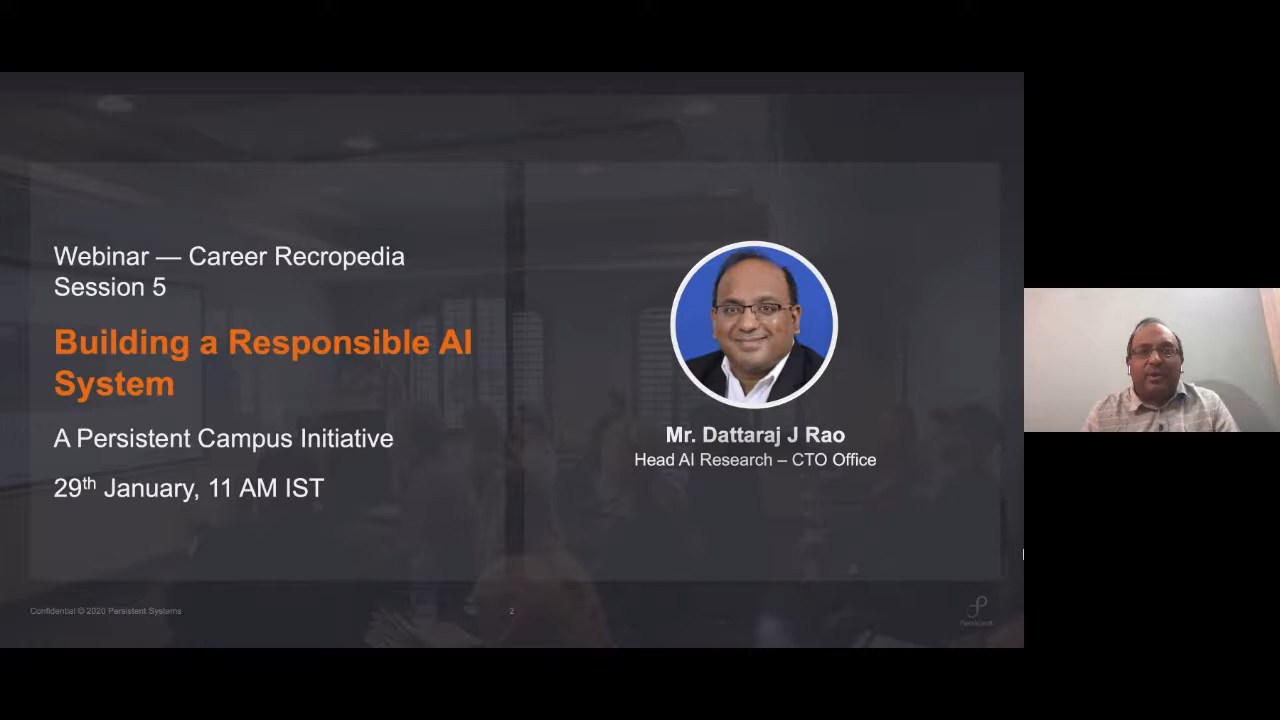 Webinar — Career Recropedia
Session 5
Building a Responsible AI
System
A Persistent Campus Initiative
29th January, 11 AM IST
Mr. Dattaraj J Rao
Head AI Research – CTO Office
Confidential © 2020 Persistent Systems
2
Persistent